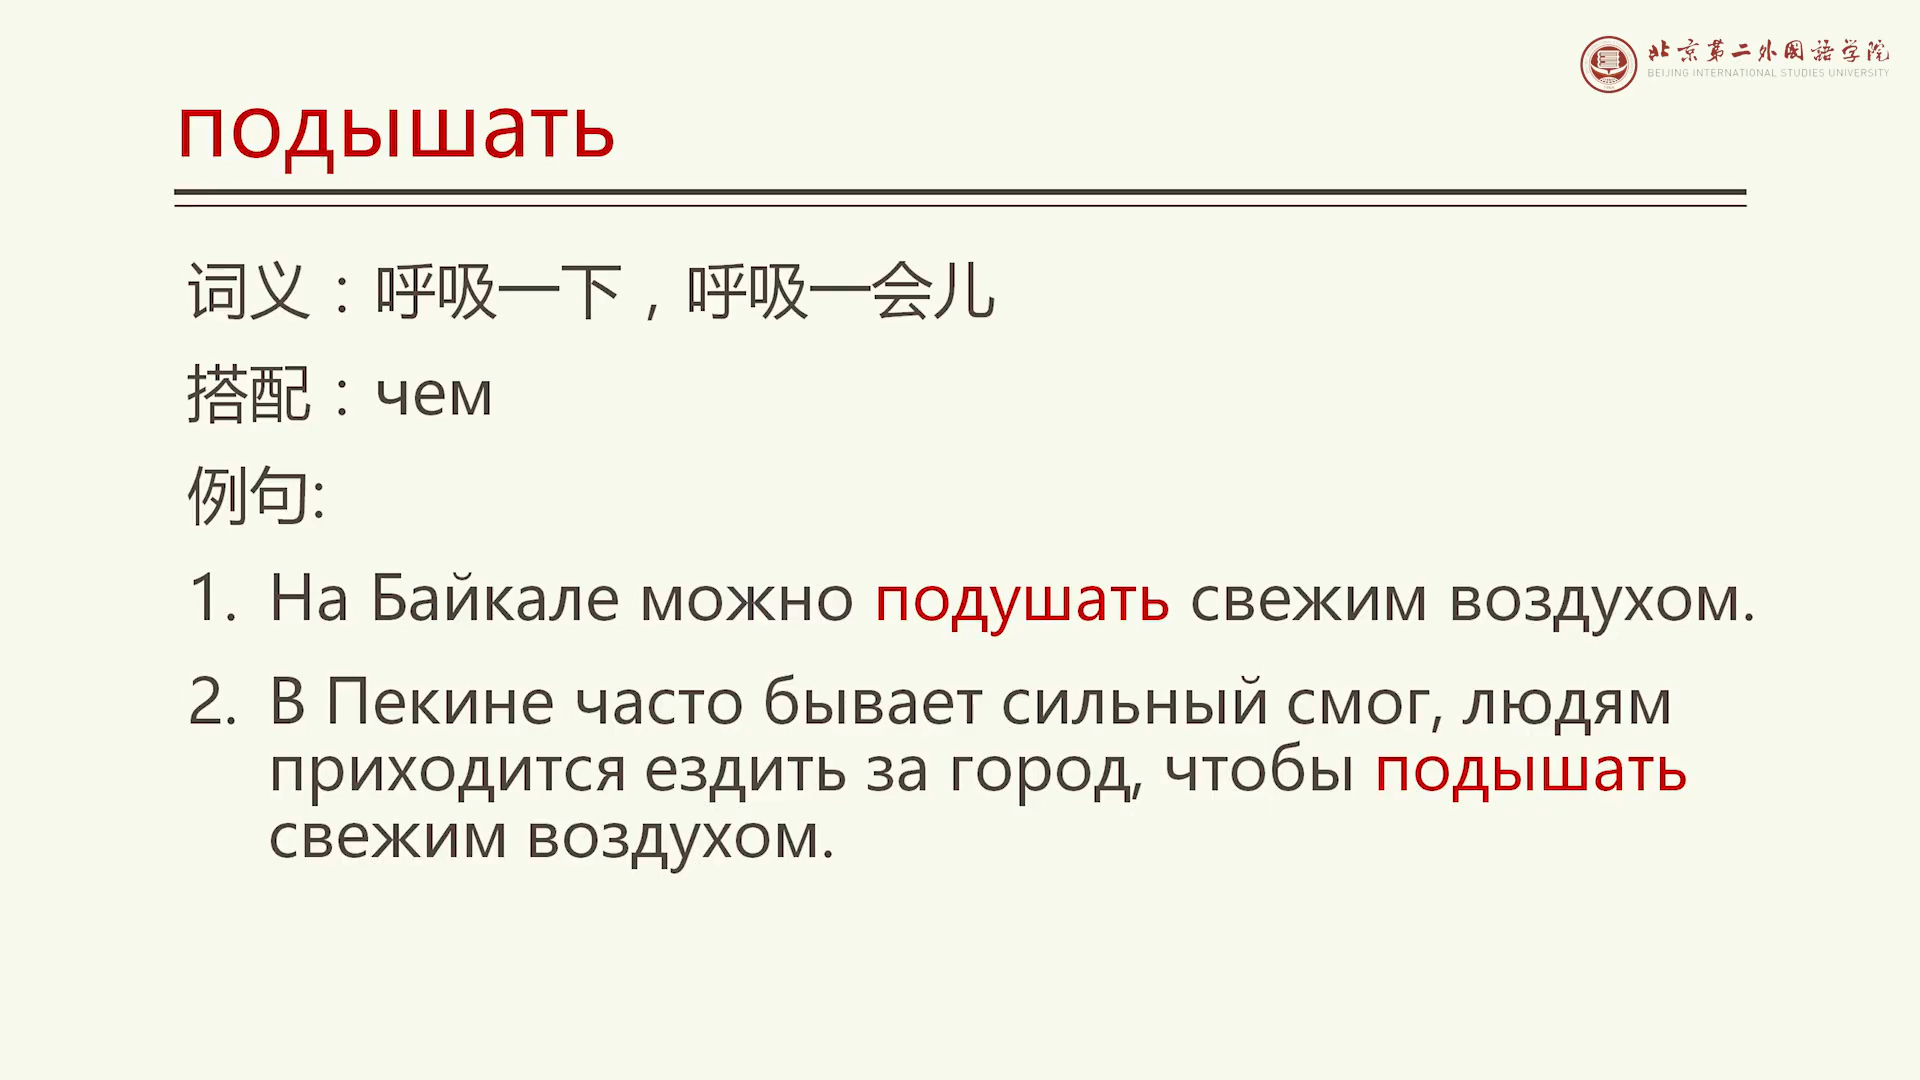 北京第二外国語学院
BEIJING INTERNATIONAL STUDIES UNIVERSITY
подышать
词义：呼吸一下，呼吸一会儿
搭配：чем
例句:
1. На Байкале можно подушать свежим воздухом.
2. В Пекине часто бывает сильный смог, людям
приходится ездить за город, чтобы подышать
свежим воздухом.